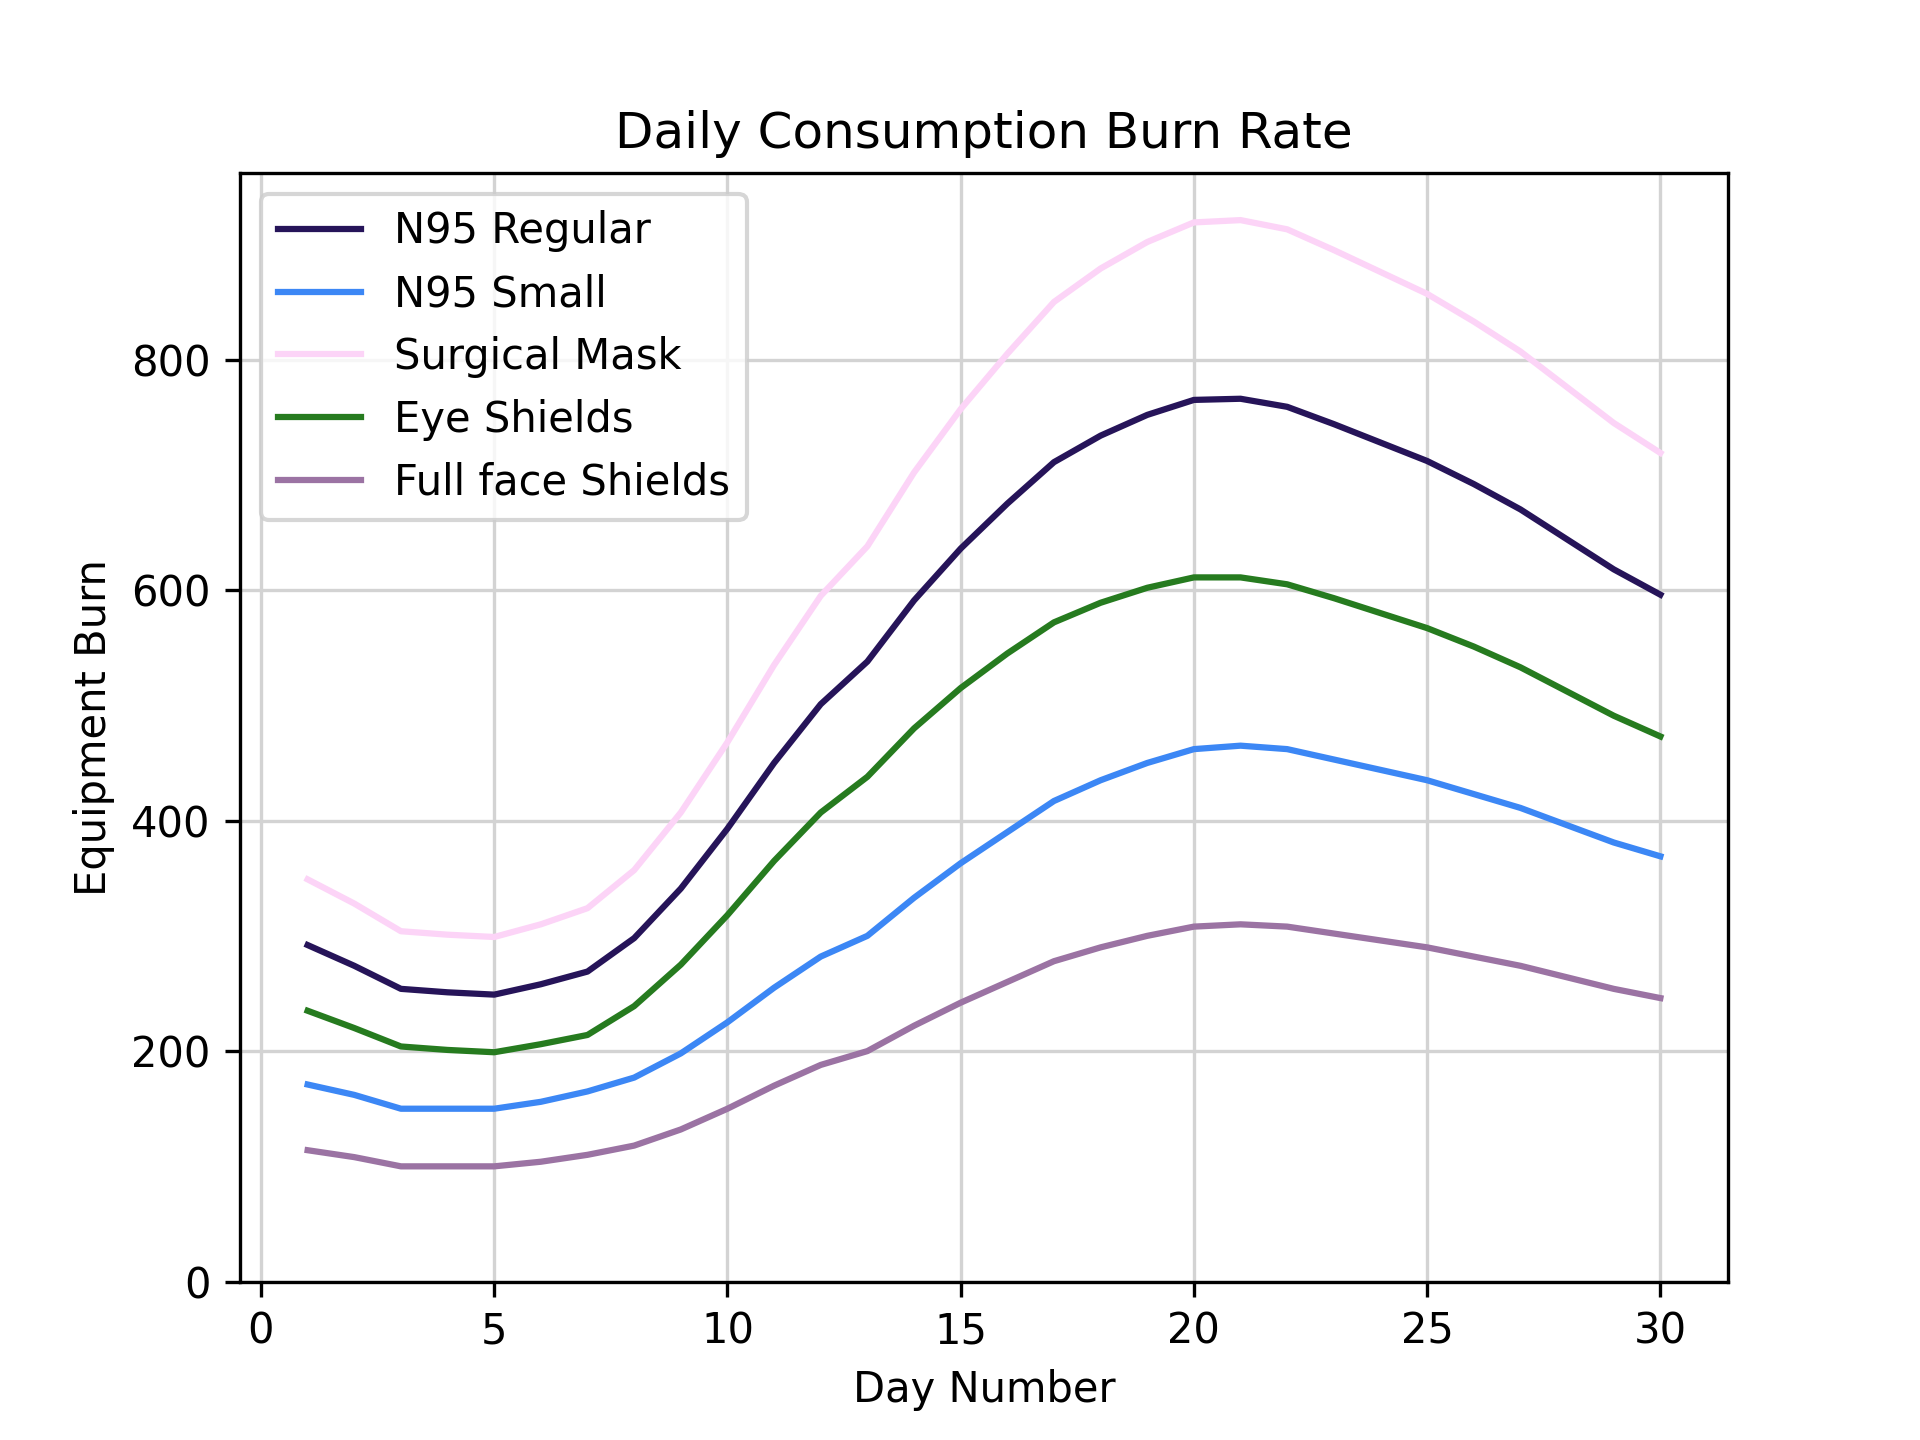 Daily Consumption Burn Rate
N95 Regular
N95 Small
Surgical Mask
Eye Shields
Full face Shields
Equipment Burn
800
600
400
200
0
0 5 10 15 20 25 30
Day Number